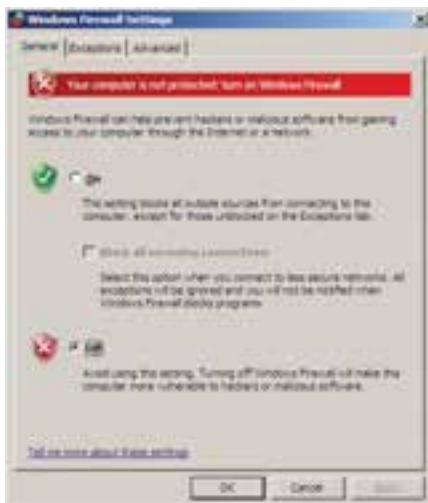 Windows Firewall Settings
General Exceptions Advanced
Your computer is not protected: turn on Windows Firewall
Windows Firewall can help prevent hackers or malicious software from gaining
access to your computer through the Internet or a network.
On
This setting blocks all outside sources from connecting to this
computer, except for those unblocked on the Exceptions tab.
Block all incoming connections
Select this option when you connect to less secure networks. All
exceptions will be ignored and you will not be notified when
Windows Firewall blocks programs.
Off
Avoid using this setting. Turning off Windows Firewall will make this
computer more vulnerable to hackers or malicious software.
Tell me more about these settings
OK Cancel Apply